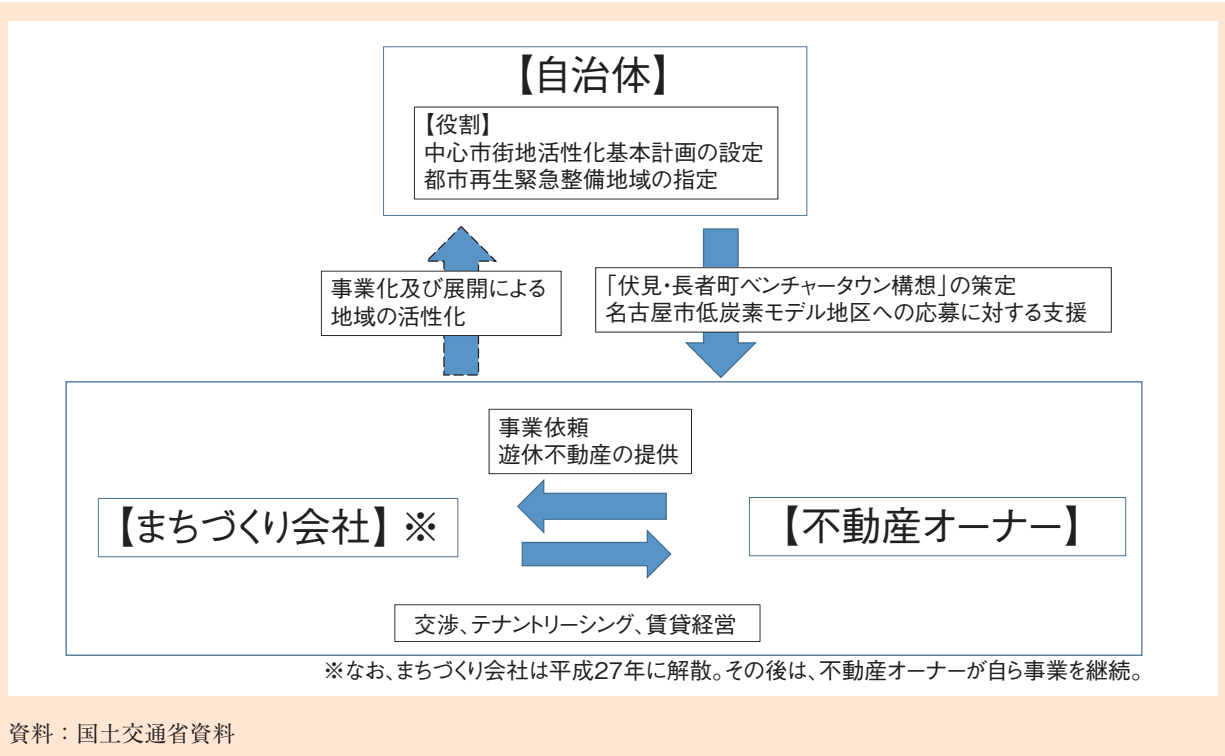 【自治体】
【役割】
中心市街地活性化基本計画の設定
都市再生緊急整備地域の指定
事業化及び展開による
地域の活性化
「伏見・長者町ベンチャータウン構想」の策定
名古屋市低炭素モデル地区への応募に対する支援
事業依頼
遊休不動産の提供
【まちづくり会社】※
【不動産オーナー】
交渉、テナントリーシング、賃貸経営
※なお、まちづくり会社は平成27年に解散。その後は、不動産オーナーが自ら事業を継続。
資料：国土交通省資料